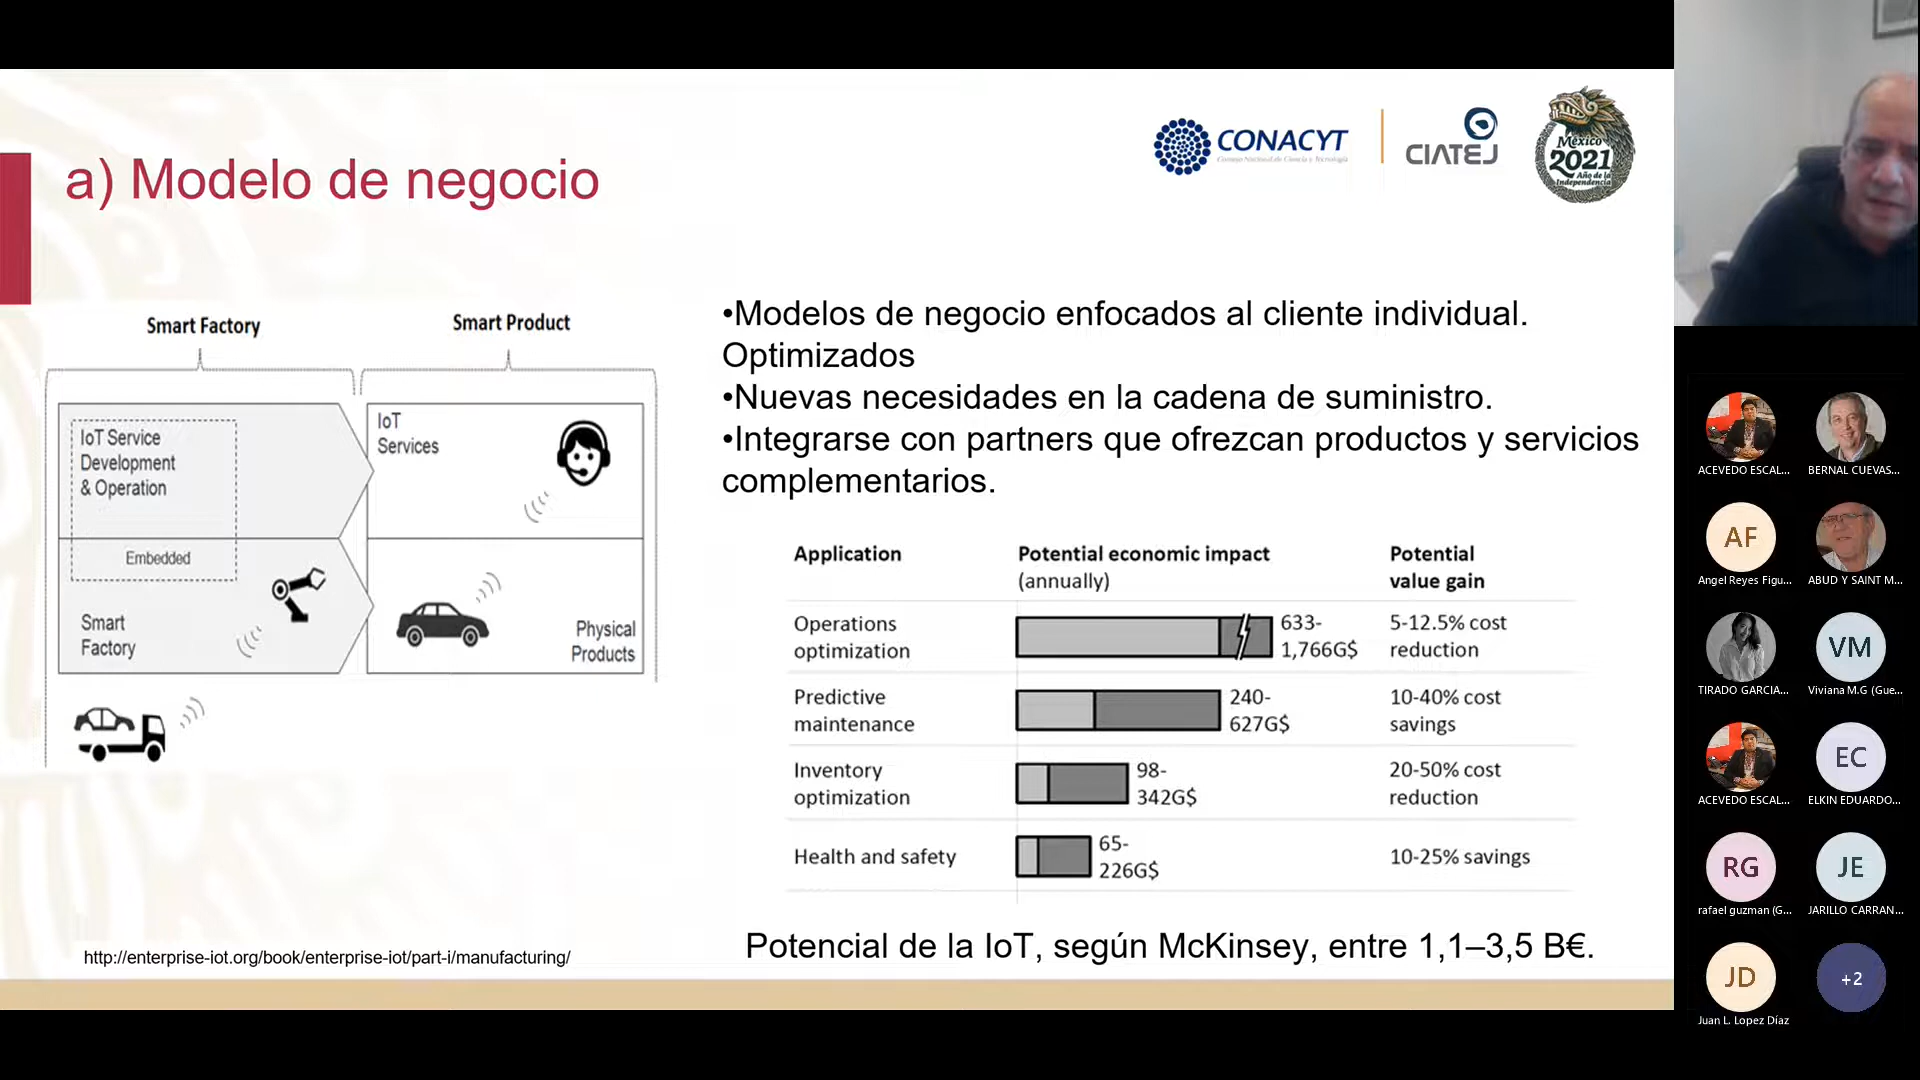 CONACYT
Consejo Nacional de Ciencia y Tecnología
CIATEJ
México
2021
Año de la
Independencia
a) Modelo de negocio
Smart Factory
Smart Product
IoT Service
Development
& Operation
Embedded
Smart
Factory
IoT
Services
Physical
Products
•Modelos de negocio enfocados al cliente individual.
Optimizados
•Nuevas necesidades en la cadena de suministro.
•Integrarse con partners que ofrezcan productos y servicios
complementarios.
Application
Potential economic impact
(annually)
Potential
value gain
Operations
optimization
633-
1,766G$
5-12.5% cost
reduction
Predictive
maintenance
240-
627G$
10-40% cost
savings
Inventory
optimization
98-
342G$
20-50% cost
reduction
Health and safety
65-
226G$
10-25% savings
http://enterprise-iot.org/book/enterprise-iot/part-i/manufacturing/
Potencial de la IoT, según McKinsey, entre 1,1–3,5 B€.
ACEVEDO ESCAL...
BERNAL CUEVAS...
AF
Angel Reyes Figu...
ABUD Y SAINT M...
TIRADO GARCIA...
VM
Viviana M.G (Gue...
ACEVEDO ESCAL...
EC
ELKIN EDUARDO...
RG
rafael guzman (G...
JE
JARILLO CARRAN...
JD
Juan L. Lopez Díaz
+2